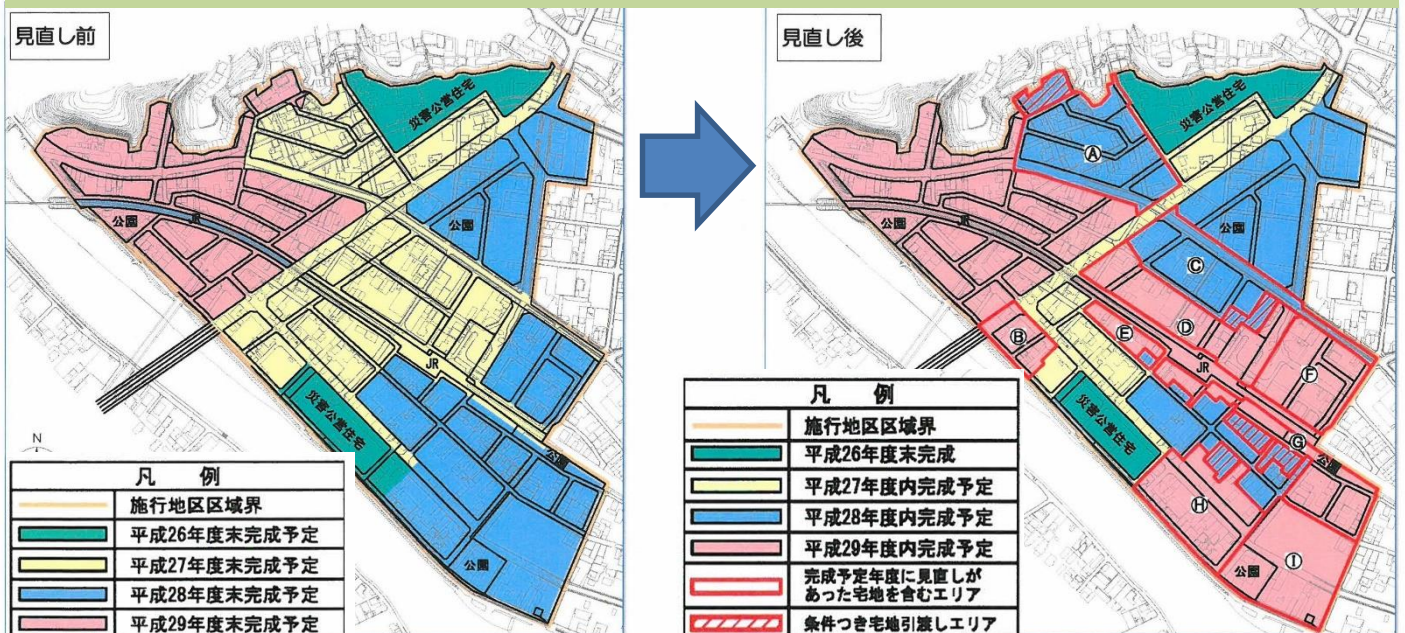 見直し前
災害公営住宅
公園
JR
公園
JR
災害公営住宅
公園
公園
N
凡 例
施行地区区域界
平成26年度末完成予定
平成27年度末完成予定
平成28年度末完成予定
平成29年度末完成予定
見直し後
災害公営住宅
Ⓐ
公園
JR
公園
Ⓒ
Ⓑ
Ⓔ
Ⓓ
JR
Ⓕ
災害公営住宅
Ⓖ
公園
Ⓗ
公園
Ⓘ
凡 例
施行地区区域界
平成26年度末完成
平成27年度内完成予定
平成28年度内完成予定
平成29年度内完成予定
完成予定年度に見直しが
あった宅地を含むエリア
条件つき宅地引渡しエリア